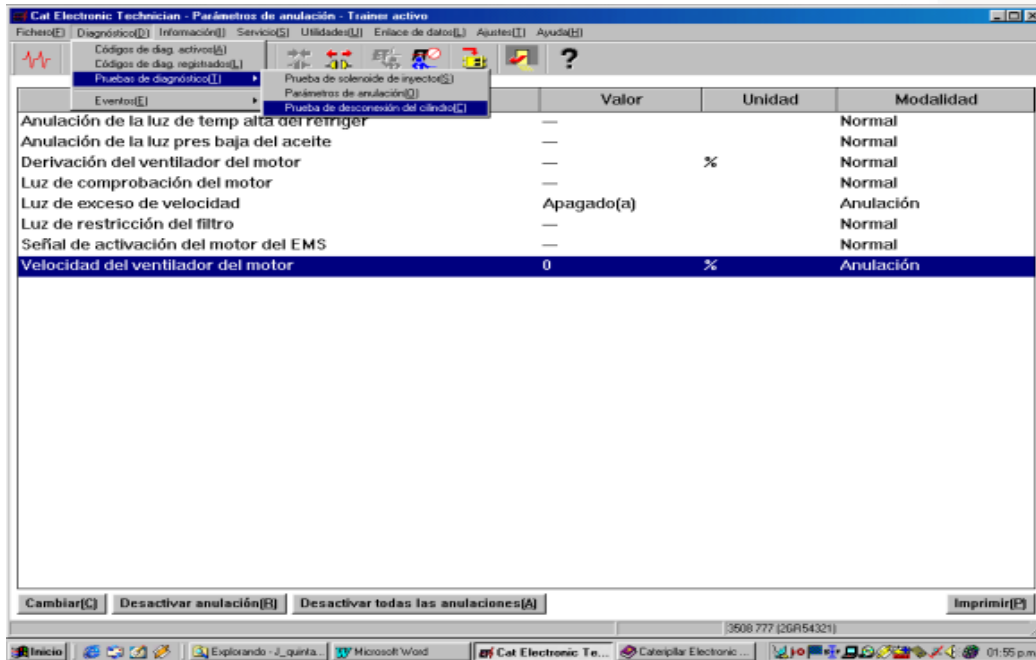 Cat Electronic Technician - Parámetros de anulación - Trainer activo
Fichero[F] Diagnóstico[D] Información[I] Servicio[S] Utilidades[U] Enlace de datos[L] Ajustes[T] Ayuda[H]
Códigos de diag. activos[A]
Códigos de diag. registrados[L]
Pruebas de diagnóstico[T]
Eventos[E]
Prueba de solenoide de inyector[S]
Parámetros de anulación[O]
Prueba de desconexión del cilindro[C]
Valor Unidad Modalidad
Anulación de la luz de temp alta del refriger — Normal
Anulación de la luz pres baja del aceite — Normal
Derivación del ventilador del motor — % Normal
Luz de comprobación del motor — Normal
Luz de exceso de velocidad Apagado(a) Anulación
Luz de restricción del filtro — Normal
Señal de activación del motor del EMS — Normal
Velocidad del ventilador del motor 0 % Anulación
Cambiar[C] Desactivar anulación[R] Desactivar todas las anulaciones[A] Imprimir[P]
3508 777 (2GR54321)
Inicio Explorando - J_quinta... Microsoft Word Cat Electronic Te... Caterpillar Electronic ... 01:55 p.m.